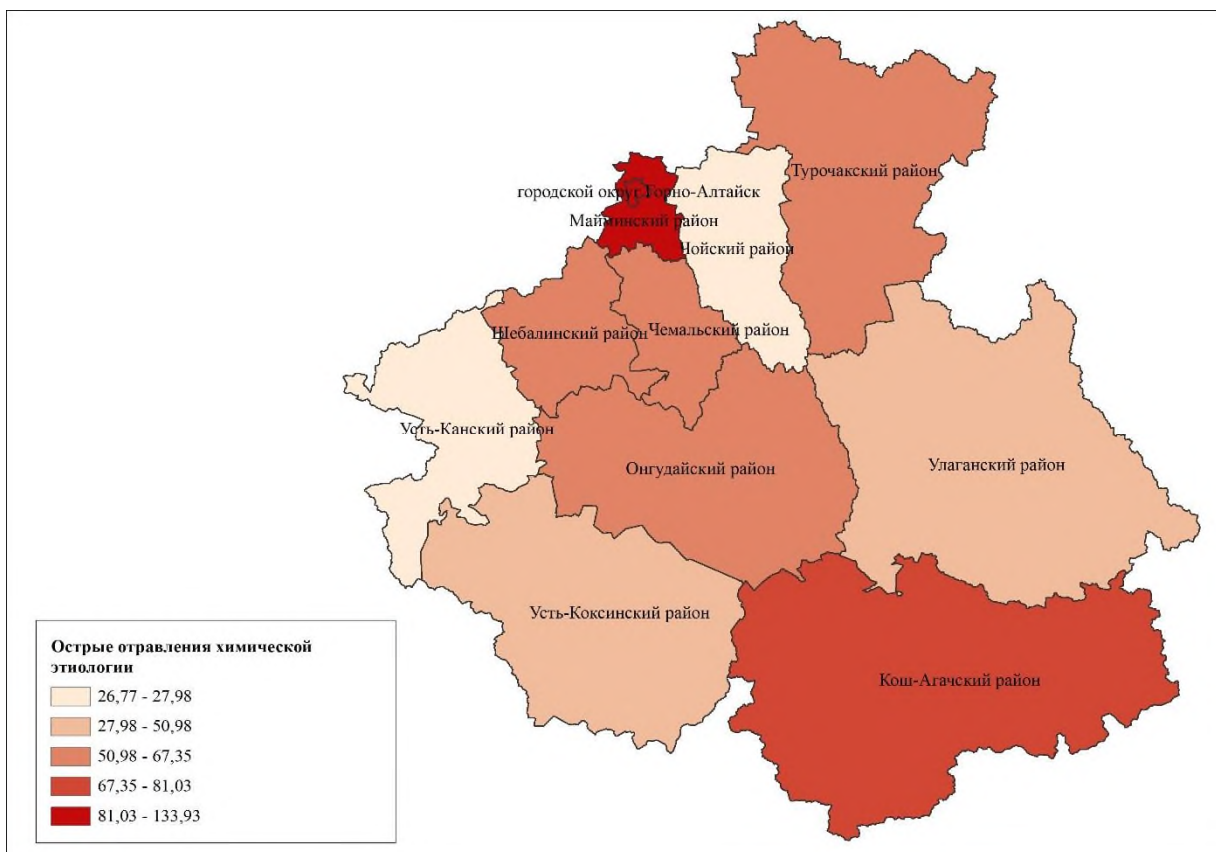 Турочакский район
городской округ Горно-Алтайск
Майминский район
Чойский район
Шебалинский район
Чемальский район
Усть-Канский район
Онгудайский район
Улаганский район
Усть-Коксинский район
Кош-Агачский район
Острые отравления химической
этиологии
26,77 - 27,98
27,98 - 50,98
50,98 - 67,35
67,35 - 81,03
81,03 - 133,93